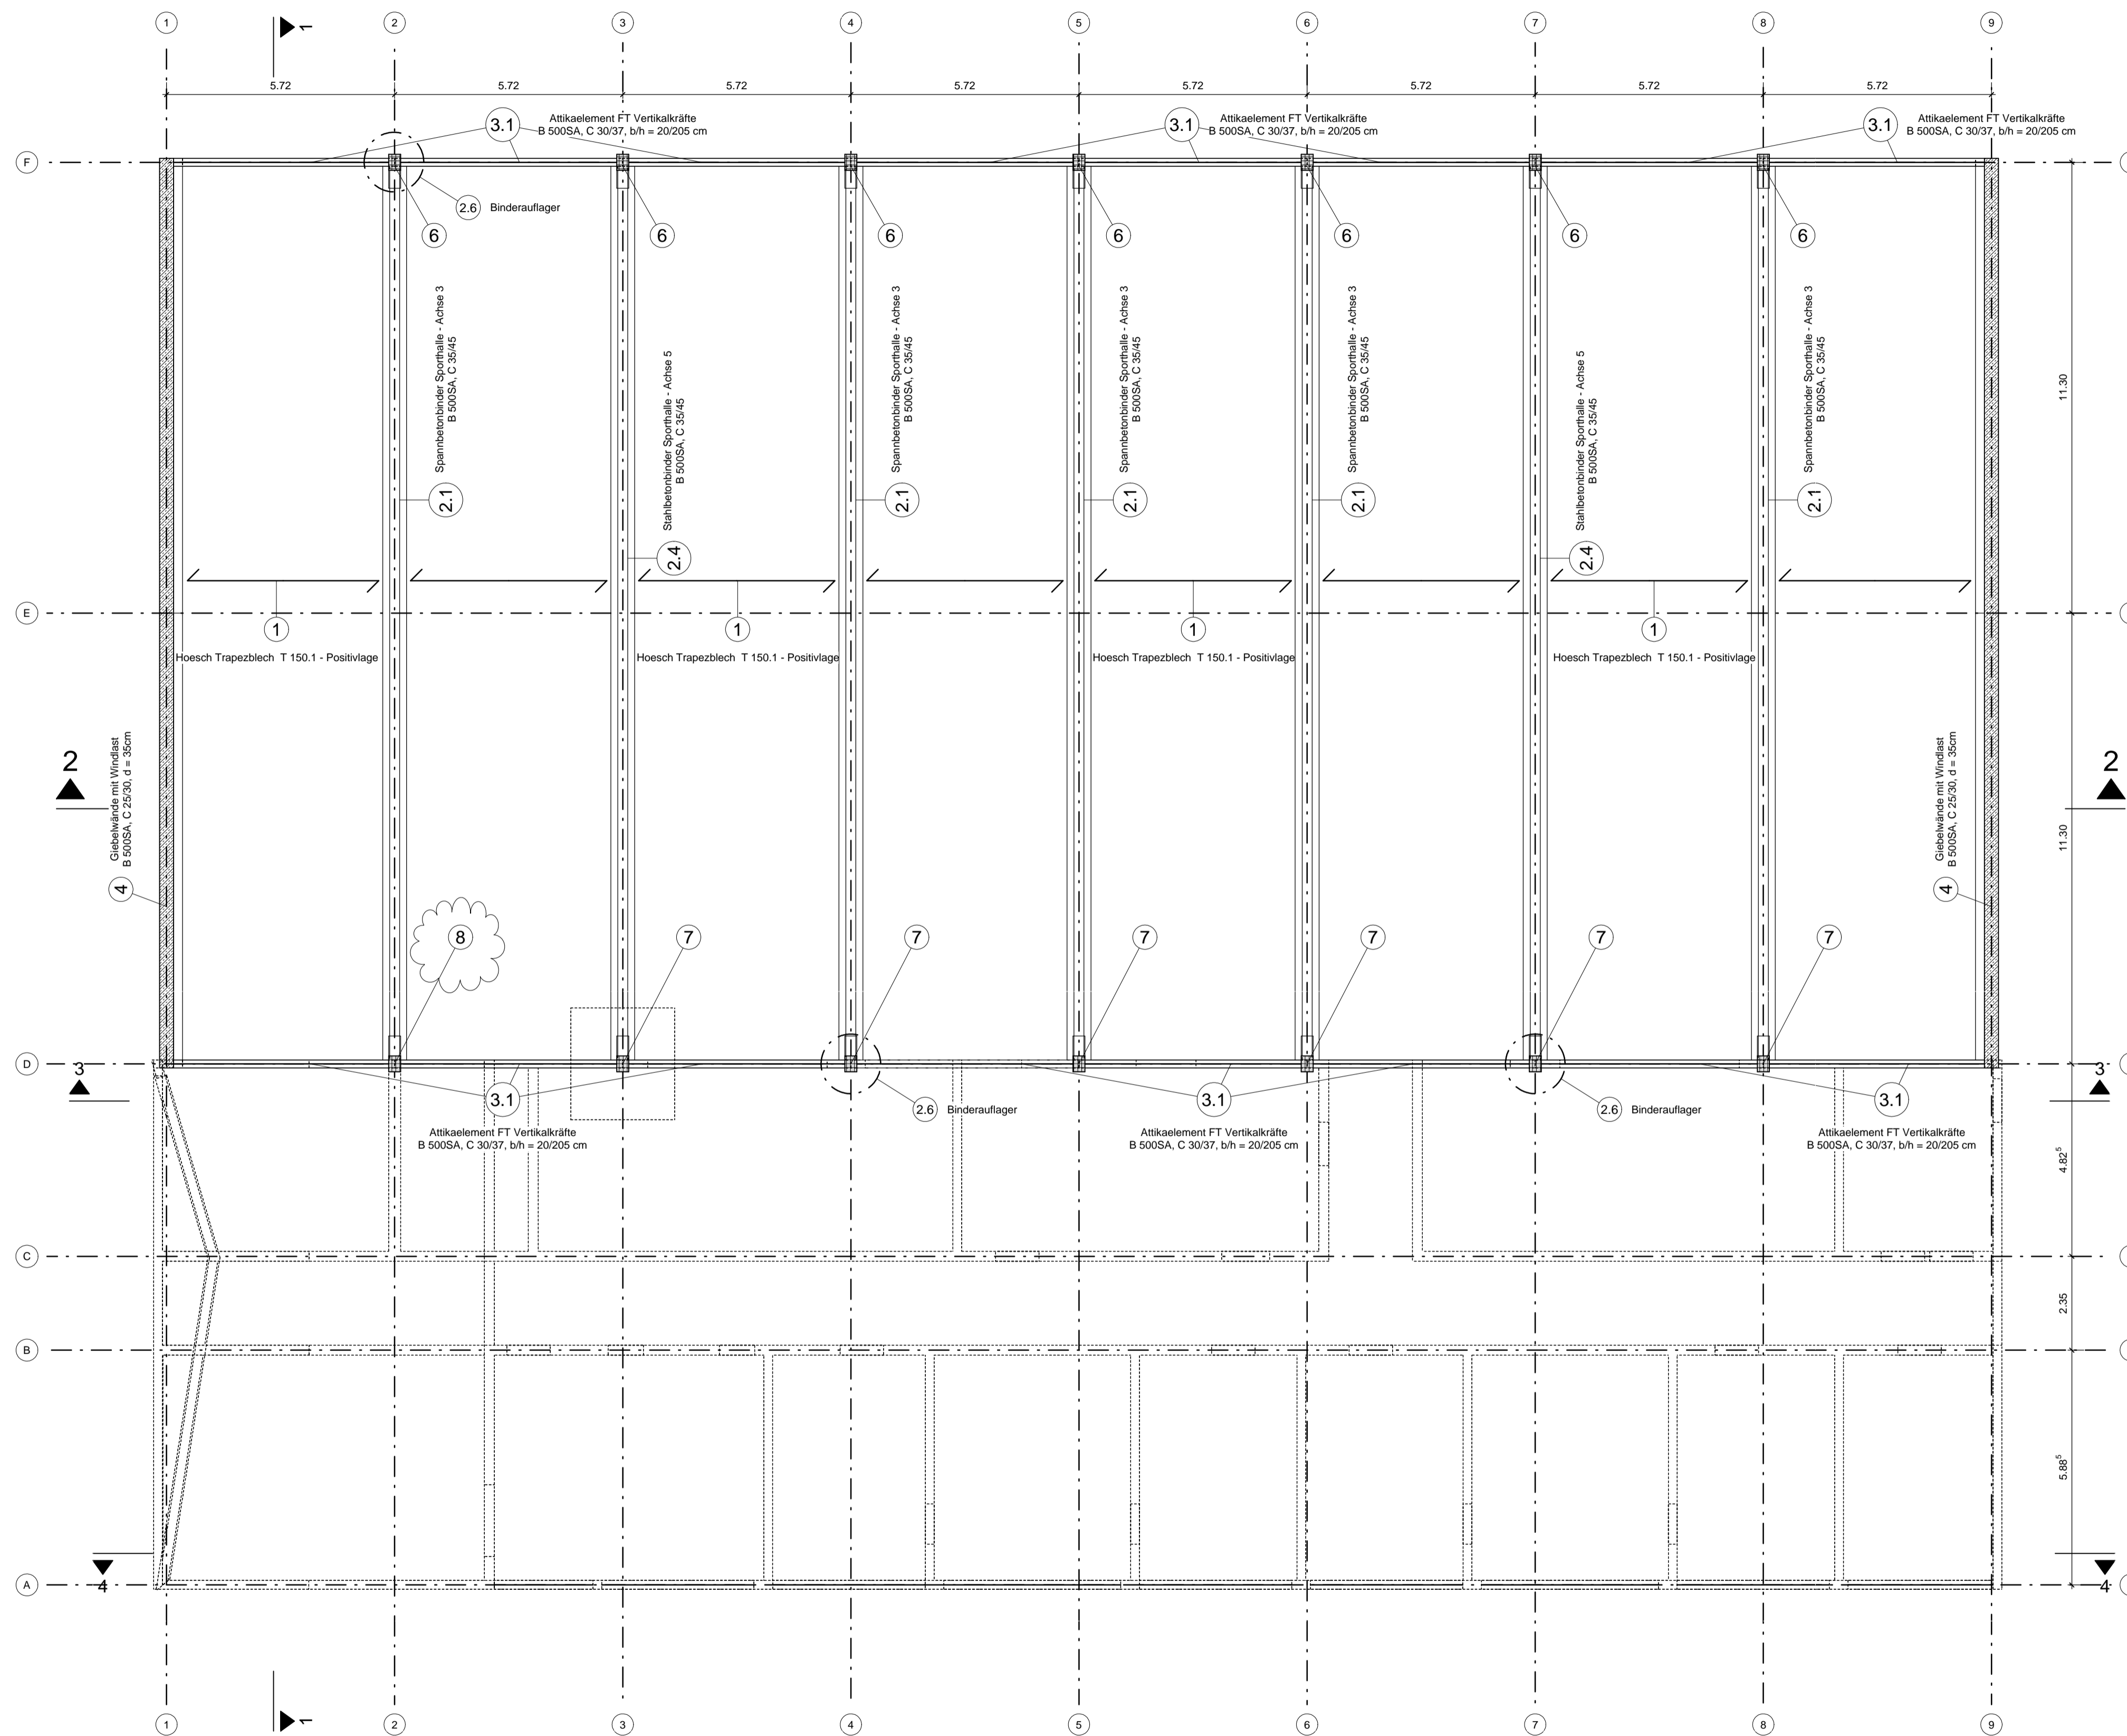 1 2 3 4 5 6 7 8 9
1
5.72 5.72 5.72 5.72 5.72 5.72 5.72 5.72
3.1 Attikaelement FT Vertikalkräfte
B 500SA, C 30/37, b/h = 20/205 cm
3.1 Attikaelement FT Vertikalkräfte
B 500SA, C 30/37, b/h = 20/205 cm
3.1 Attikaelement FT Vertikalkräfte
B 500SA, C 30/37, b/h = 20/205 cm
F
2.6 Binderauflager
6 6 6 6 6 6 6
Spannbetonbinder Sporthalle - Achse 3
B 500SA, C 35/45
2.1
Stahlbetonbinder Sporthalle - Achse 5
B 500SA, C 35/45
2.4
Spannbetonbinder Sporthalle - Achse 3
B 500SA, C 35/45
2.1
Spannbetonbinder Sporthalle - Achse 3
B 500SA, C 35/45
2.1
Spannbetonbinder Sporthalle - Achse 3
B 500SA, C 35/45
2.1
Stahlbetonbinder Sporthalle - Achse 5
B 500SA, C 35/45
2.4
Spannbetonbinder Sporthalle - Achse 3
B 500SA, C 35/45
2.1
11.30
E
1 1 1 1
Hoesch Trapezblech T 150.1 - Positivlage
Hoesch Trapezblech T 150.1 - Positivlage
Hoesch Trapezblech T 150.1 - Positivlage
Hoesch Trapezblech T 150.1 - Positivlage
2
Giebelwände mit Windlast
B 500SA, C 25/30, d = 35cm
4
Giebelwände mit Windlast
B 500SA, C 25/30, d = 35cm
4
2
11.30
8 7 7 7 7 7 7
D
3 3
2.6 Binderauflager
2.6 Binderauflager
3.1
Attikaelement FT Vertikalkräfte
B 500SA, C 30/37, b/h = 20/205 cm
3.1
Attikaelement FT Vertikalkräfte
B 500SA, C 30/37, b/h = 20/205 cm
3.1
Attikaelement FT Vertikalkräfte
B 500SA, C 30/37, b/h = 20/205 cm
4.82⁵
C
2.35
B
5.88⁵
4 4
A
1
1 2 3 4 5 6 7 8 9